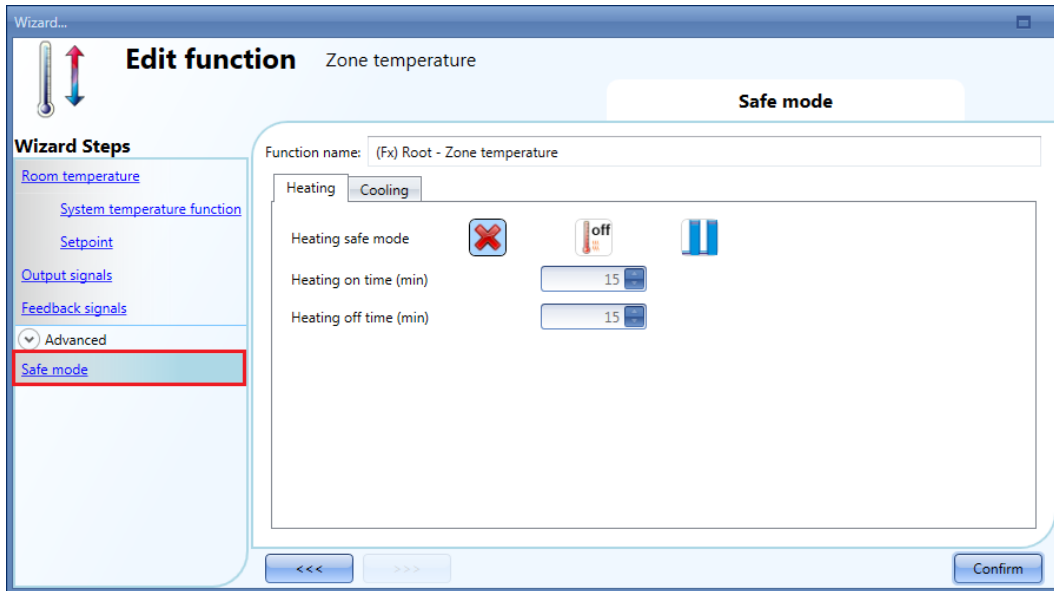 Wizard...
Edit function Zone temperature
Safe mode
Wizard Steps
Room temperature
System temperature function
Setpoint
Output signals
Feedback signals
Advanced
Safe mode
Function name: (Fx) Root - Zone temperature
Heating Cooling
Heating safe mode off
Heating on time (min) 15
Heating off time (min) 15
<<< >>> Confirm